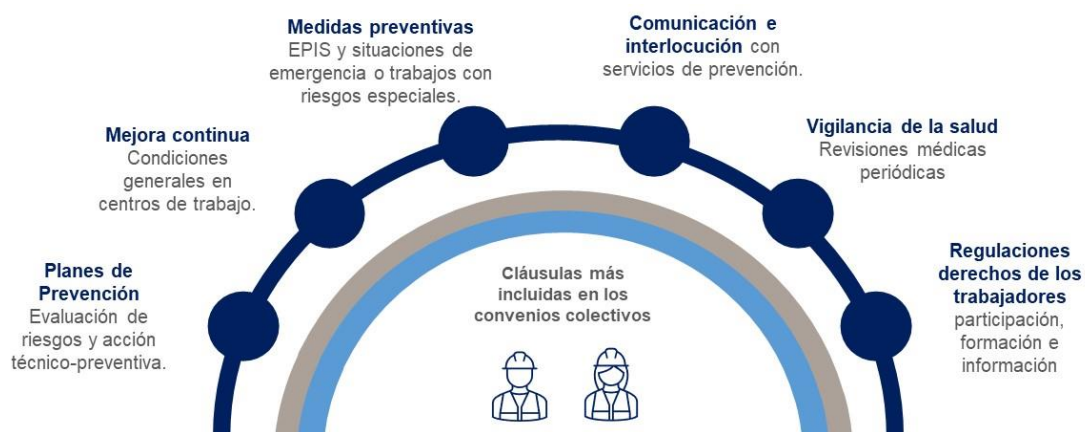 Medidas preventivas
EPIS y situaciones de
emergencia o trabajos con
riesgos especiales.
Comunicación e
interlocución con
servicios de prevención.
Mejora continua
Condiciones
generales en
centros de trabajo.
Vigilancia de la salud
Revisiones médicas
periódicas
Planes de
Prevención
Evaluación de
riesgos y acción
técnico-preventiva.
Regulaciones
derechos de los
trabajadores
participación,
formación e
información
Cláusulas más
incluidas en los
convenios colectivos